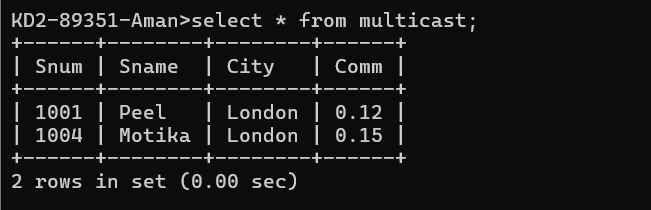 KD2-89351-Aman>select * from multicast;
+------+--------+--------+------+
| Snum | Sname  | City   | Comm |
+------+--------+--------+------+
| 1001 | Peel   | London | 0.12 |
| 1004 | Motika | London | 0.15 |
+------+--------+--------+------+
2 rows in set (0.00 sec)